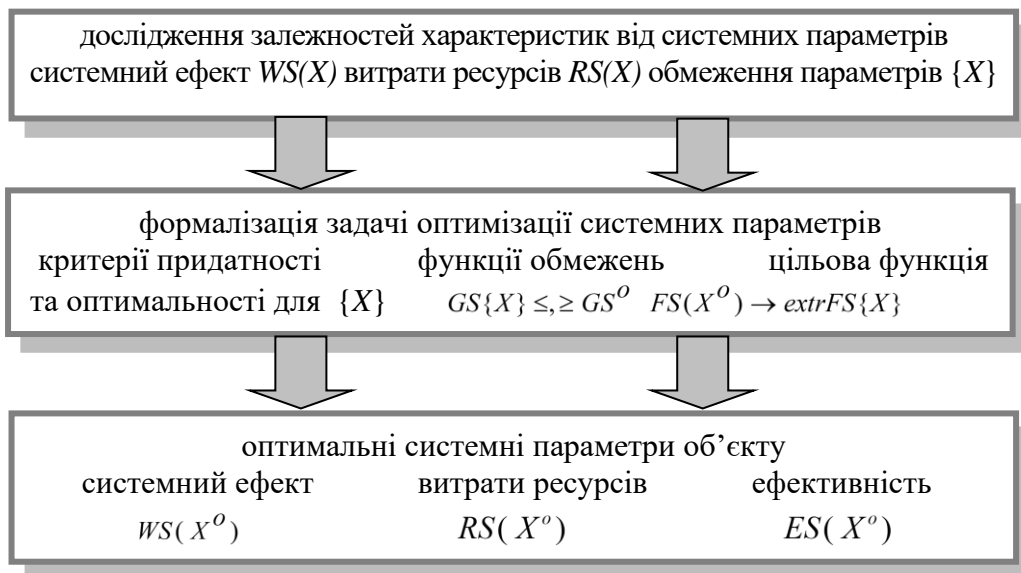 дослідження залежностей характеристик від системних параметрів
системний ефект WS(X) витрати ресурсів RS(X) обмеження параметрів {X}
формалізація задачі оптимізації системних параметрів
критерії придатності функції обмежень цільова функція
та оптимальності для {X} GS{X} ≤,≥ GS^O FS(X^O) → extrFS{X}
оптимальні системні параметри об’єкту
системний ефект витрати ресурсів ефективність
WS(X^O) RS(X^o) ES(X^o)